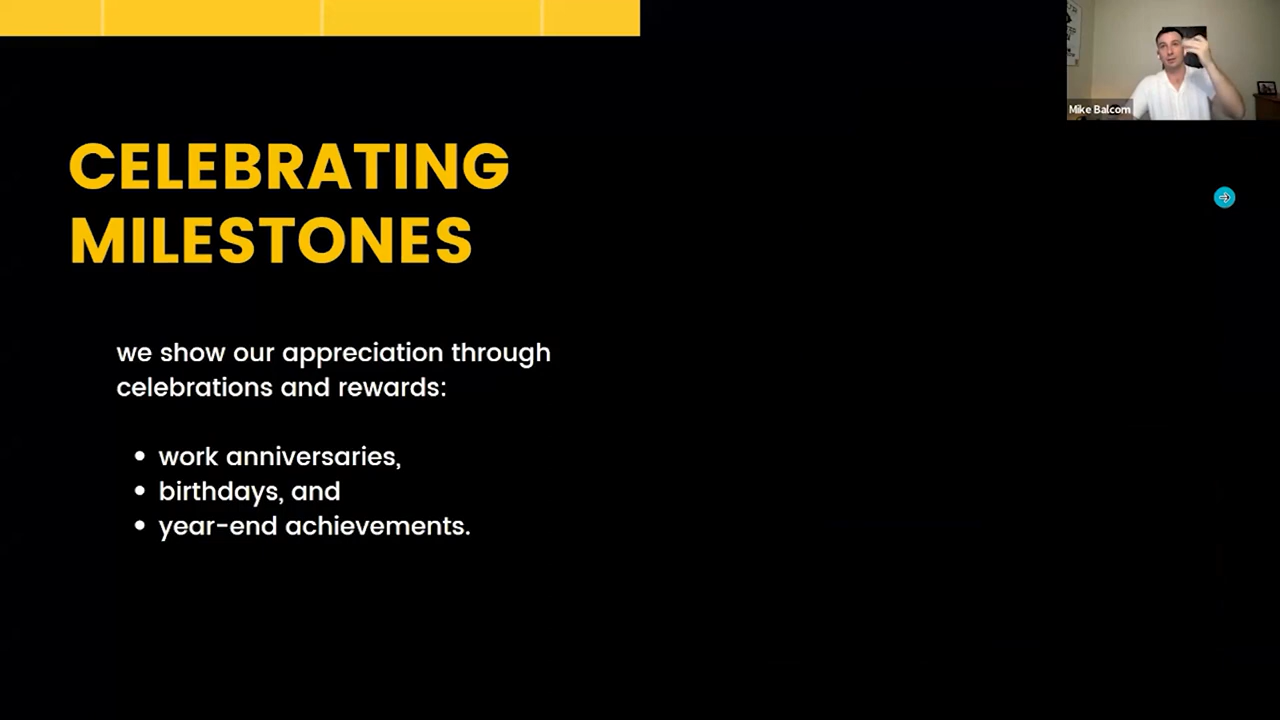 Mike Balcom
CELEBRATING
MILESTONES
we show our appreciation through
celebrations and rewards:
• work anniversaries,
• birthdays, and
• year-end achievements.